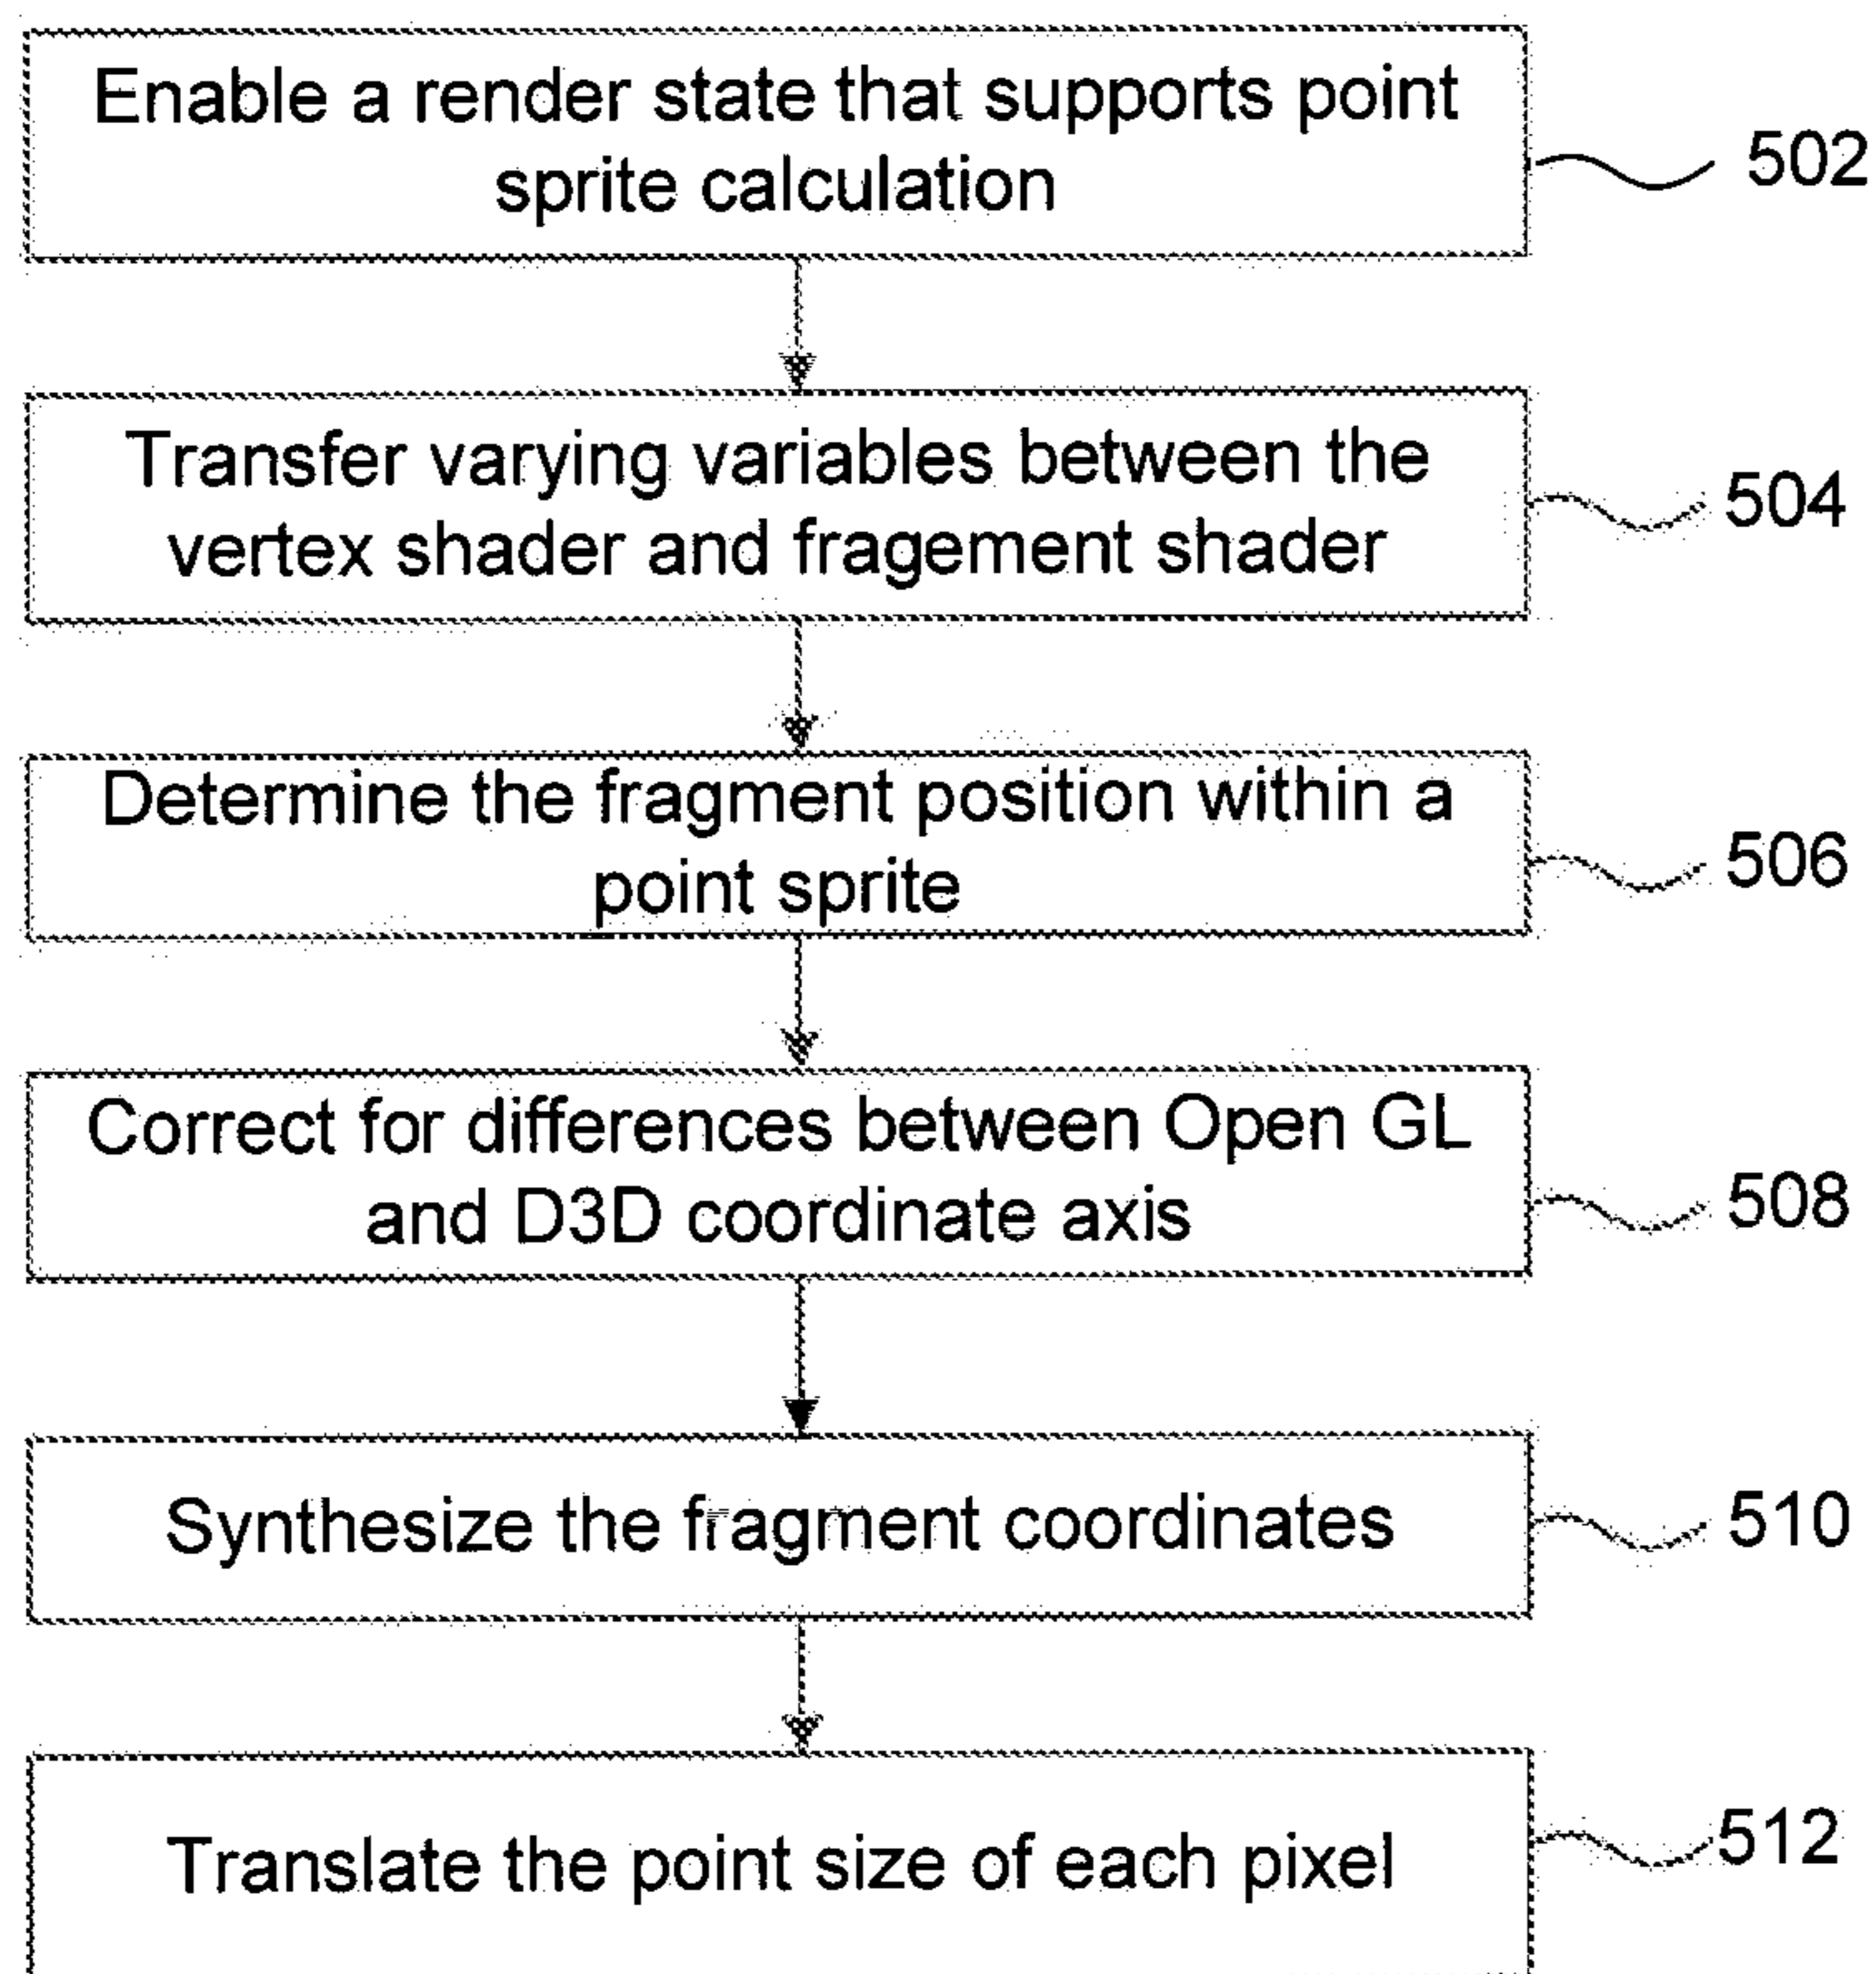 Enable a render state that supports point
sprite calculation
502
Transfer varying variables between the
vertex shader and fragement shader
504
Determine the fragment position within a
point sprite
506
Correct for differences between Open GL
and D3D coordinate axis
508
Synthesize the fragment coordinates
510
Translate the point size of each pixel
512